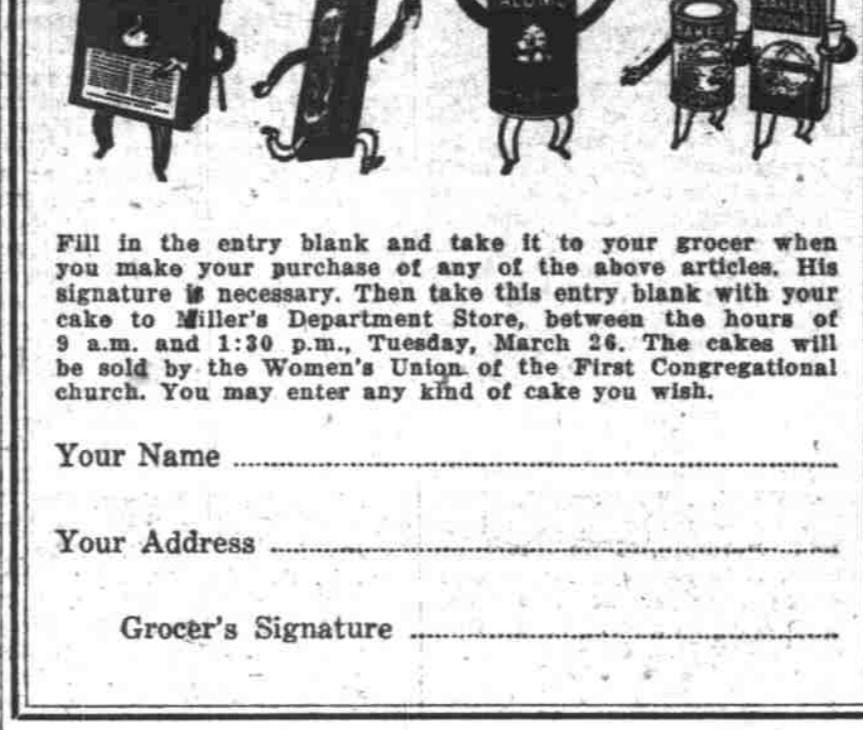 BAKER'S
Fill in the entry blank and take it to your grocer when
you make your purchase of any of the above articles. His
signature is necessary. Then take this entry blank with your
cake to Miller's Department Store, between the hours of
9 a.m. and 1:30 p.m., Tuesday, March 26. The cakes will
be sold by the Women's Union of the First Congregational
church. You may enter any kind of cake you wish.
Your Name
Your Address
Grocer's Signature